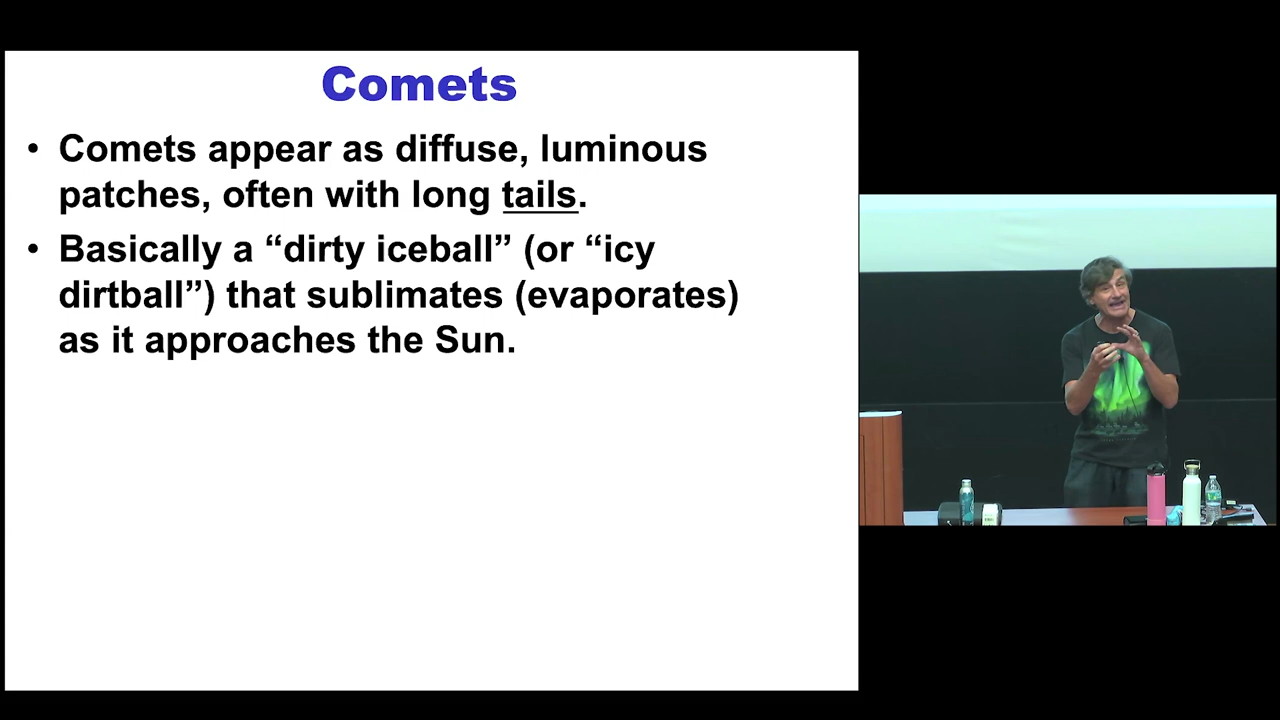 Comets
• Comets appear as diffuse, luminous
patches, often with long tails.
• Basically a “dirty iceball” (or “icy
dirtball”) that sublimates (evaporates)
as it approaches the Sun.